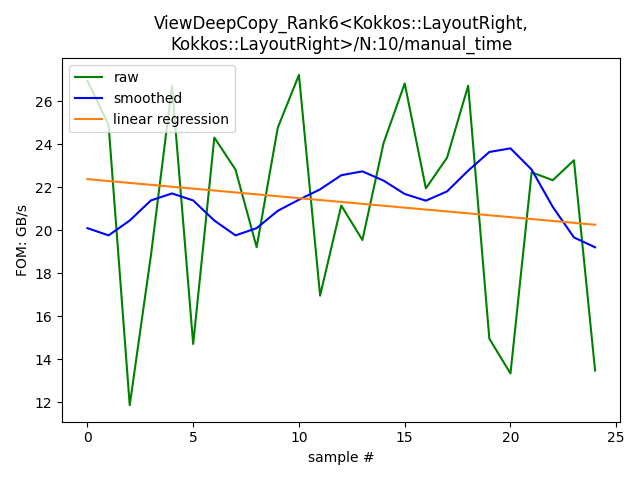 ViewDeepCopy_Rank6<Kokkos::LayoutRight,
Kokkos::LayoutRight>/N:10/manual_time
raw
smoothed
linear regression
FOM: GB/s
26
24
22
20
18
16
14
12
0 5 10 15 20 25
sample #